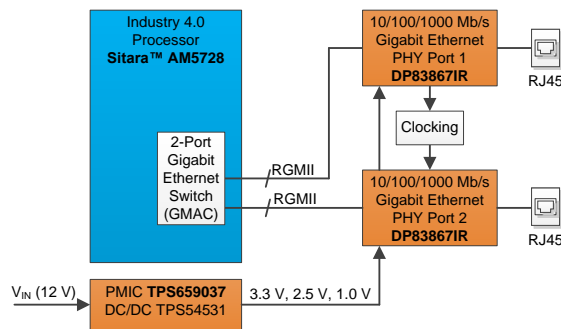 Industry 4.0
Processor
Sitara™ AM5728
2-Port
Gigabit
Ethernet
Switch
(GMAC)
RGMII
RGMII
10/100/1000 Mb/s
Gigabit Ethernet
PHY Port 1
DP83867IR
RJ45
Clocking
10/100/1000 Mb/s
Gigabit Ethernet
PHY Port 2
DP83867IR
RJ45
VIN (12 V)
PMIC TPS659037
DC/DC TPS54531
3.3 V, 2.5 V, 1.0 V